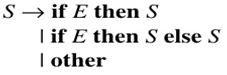 S → if E then S
| if E then S else S
| other